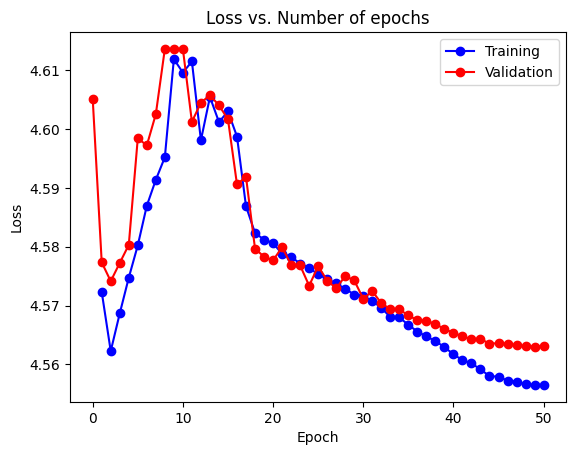 Loss vs. Number of epochs
Training
Validation
4.61
4.60
4.59
4.58
4.57
4.56
Loss
0 10 20 30 40 50
Epoch